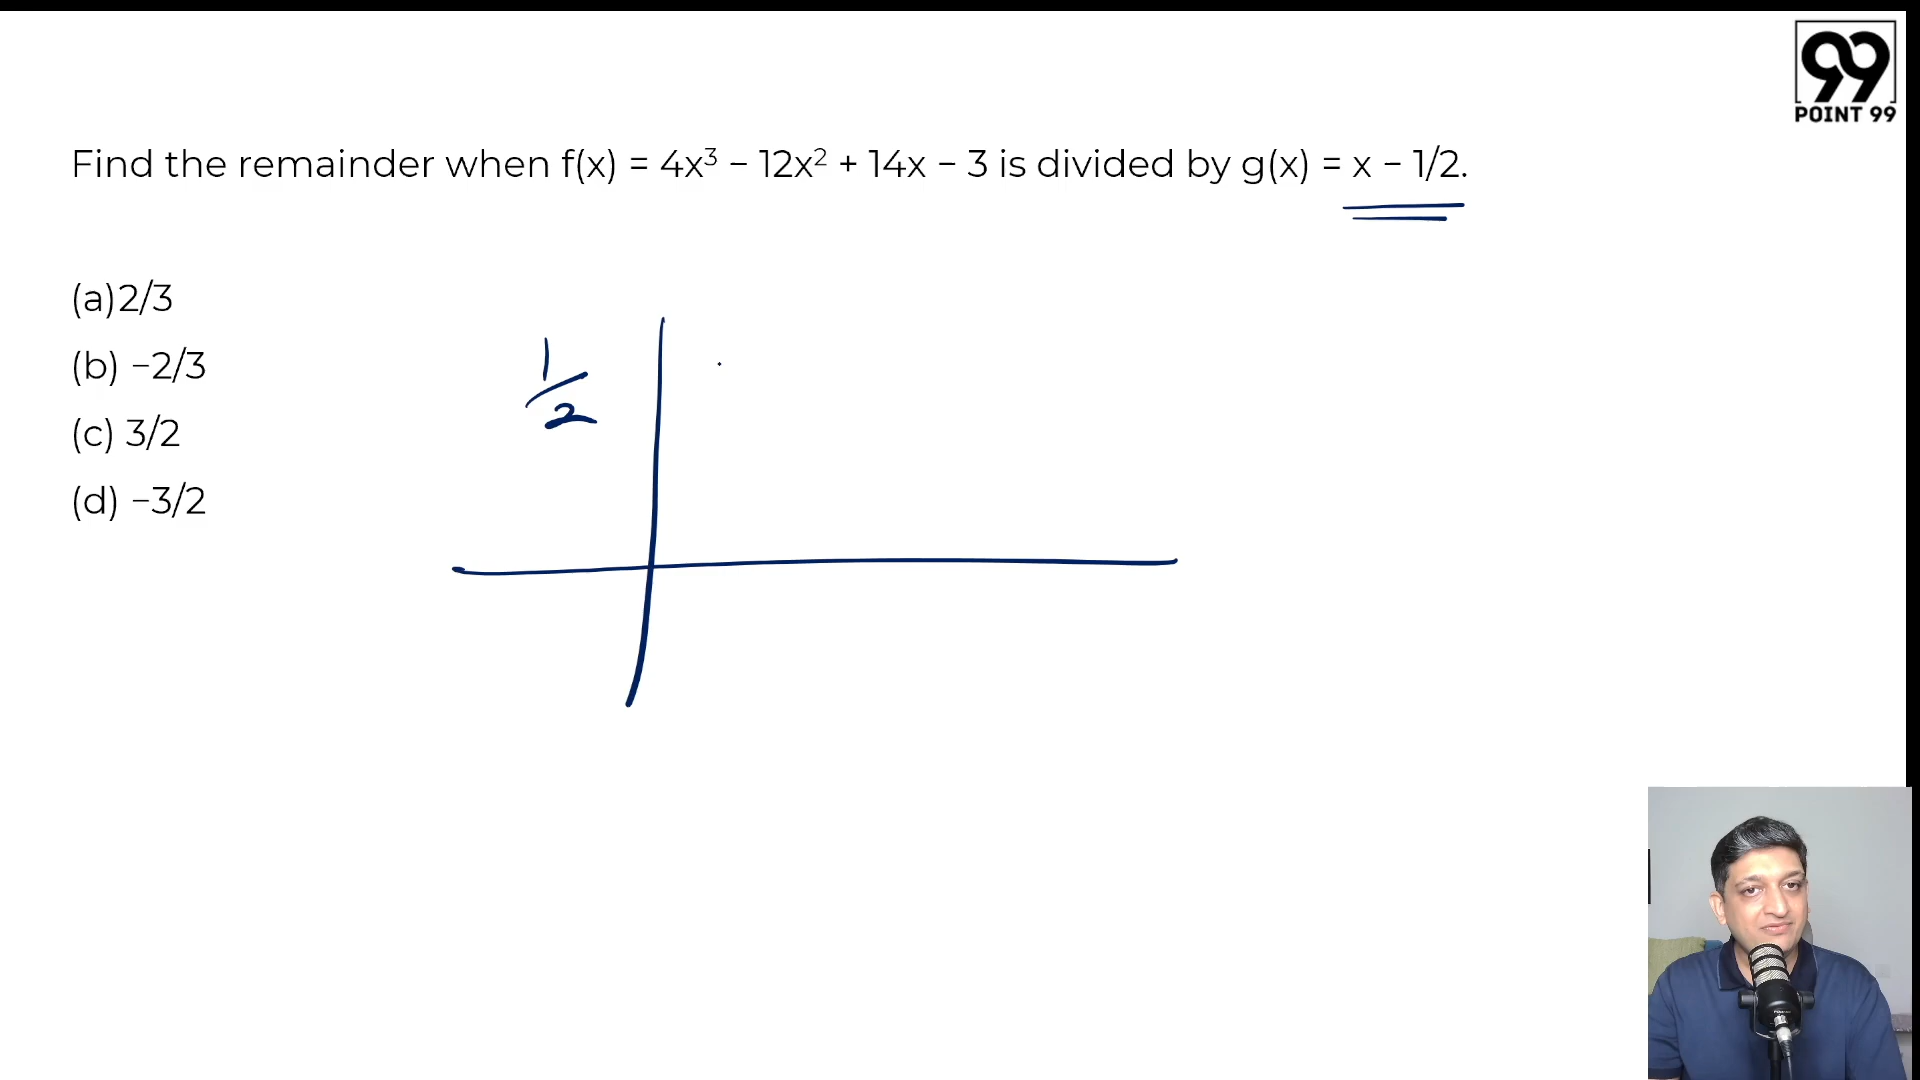 99
POINT 99
Find the remainder when f(x) = 4x³ − 12x² + 14x − 3 is divided by g(x) = x − 1/2.
(a)2/3
(b) −2/3
(c) 3/2
(d) −3/2
1/2